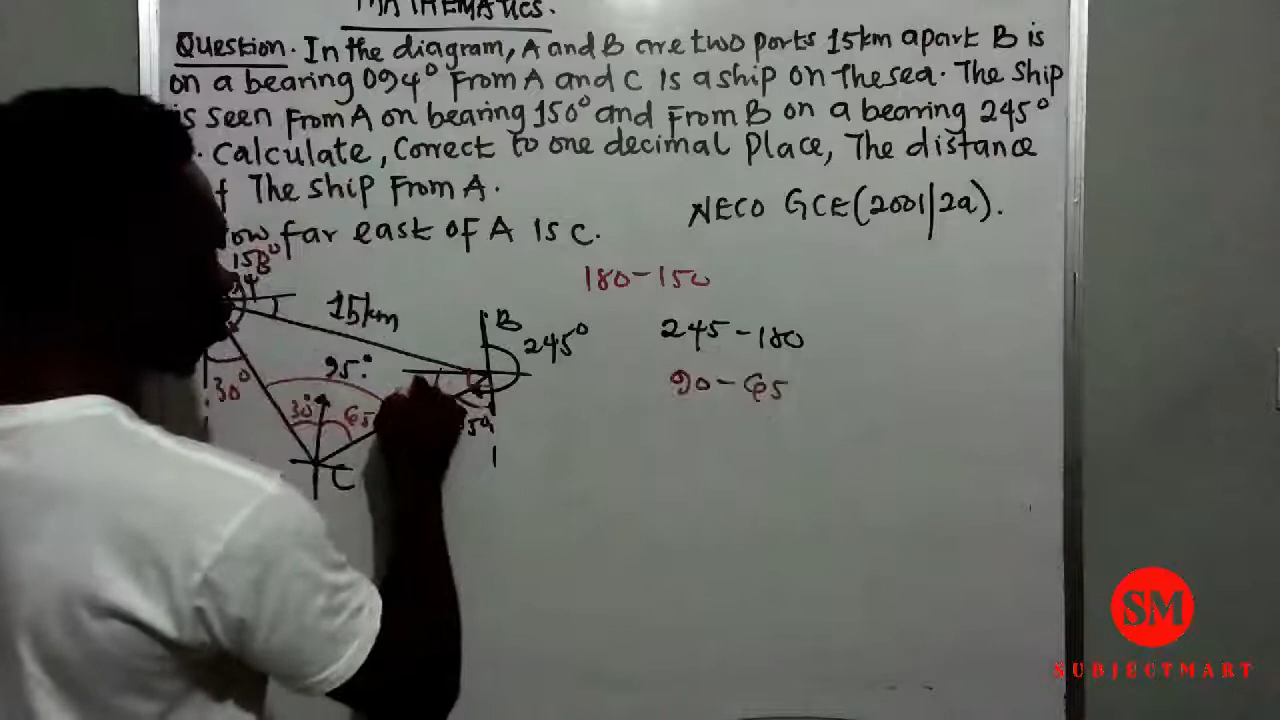 MATHEMATICS.
Question. In the diagram, A and B are two ports 15km apart B is
on a bearing 094° From A and C Is a ship on the sea. The ship
is seen From A on bearing 150° and From B on a bearing 245°
. Calculate, Correct to one decimal Place, The distance
The ship From A.
NECO GCE (2001/2a).
ow far east of A is C.
180-150
15km
B
245°
245-180
95°
90-65
30°
30°
65
C